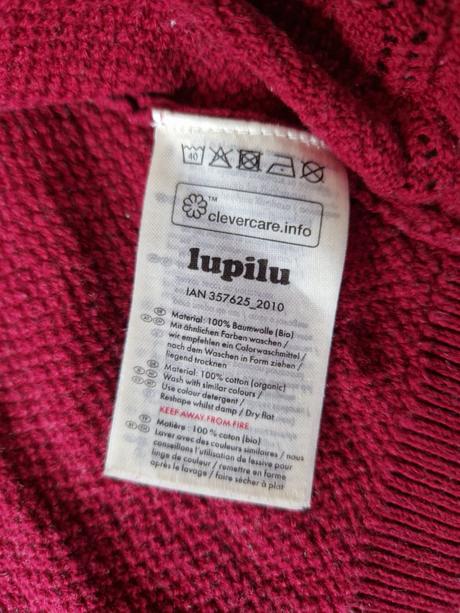 40
clevercare.info
TM
lupilu
IAN 357625_2010
Material: 100% Baumwolle (Bio)
Mit ähnlichen Farben waschen /
wir empfehlen ein Colorwaschmittel /
nach dem Waschen in Form ziehen /
liegend trocknen
Material: 100% cotton (organic)
Wash with similar colours /
Use colour detergent /
Reshape whilst damp / Dry flat
KEEP AWAY FROM FIRE
Matière : 100 % coton (bio)
Laver avec des couleurs similaires / nous
conseillons l'utilisation de lessive pour
linge de couleur / remettre en forme
après le lavage / faire sécher à plat